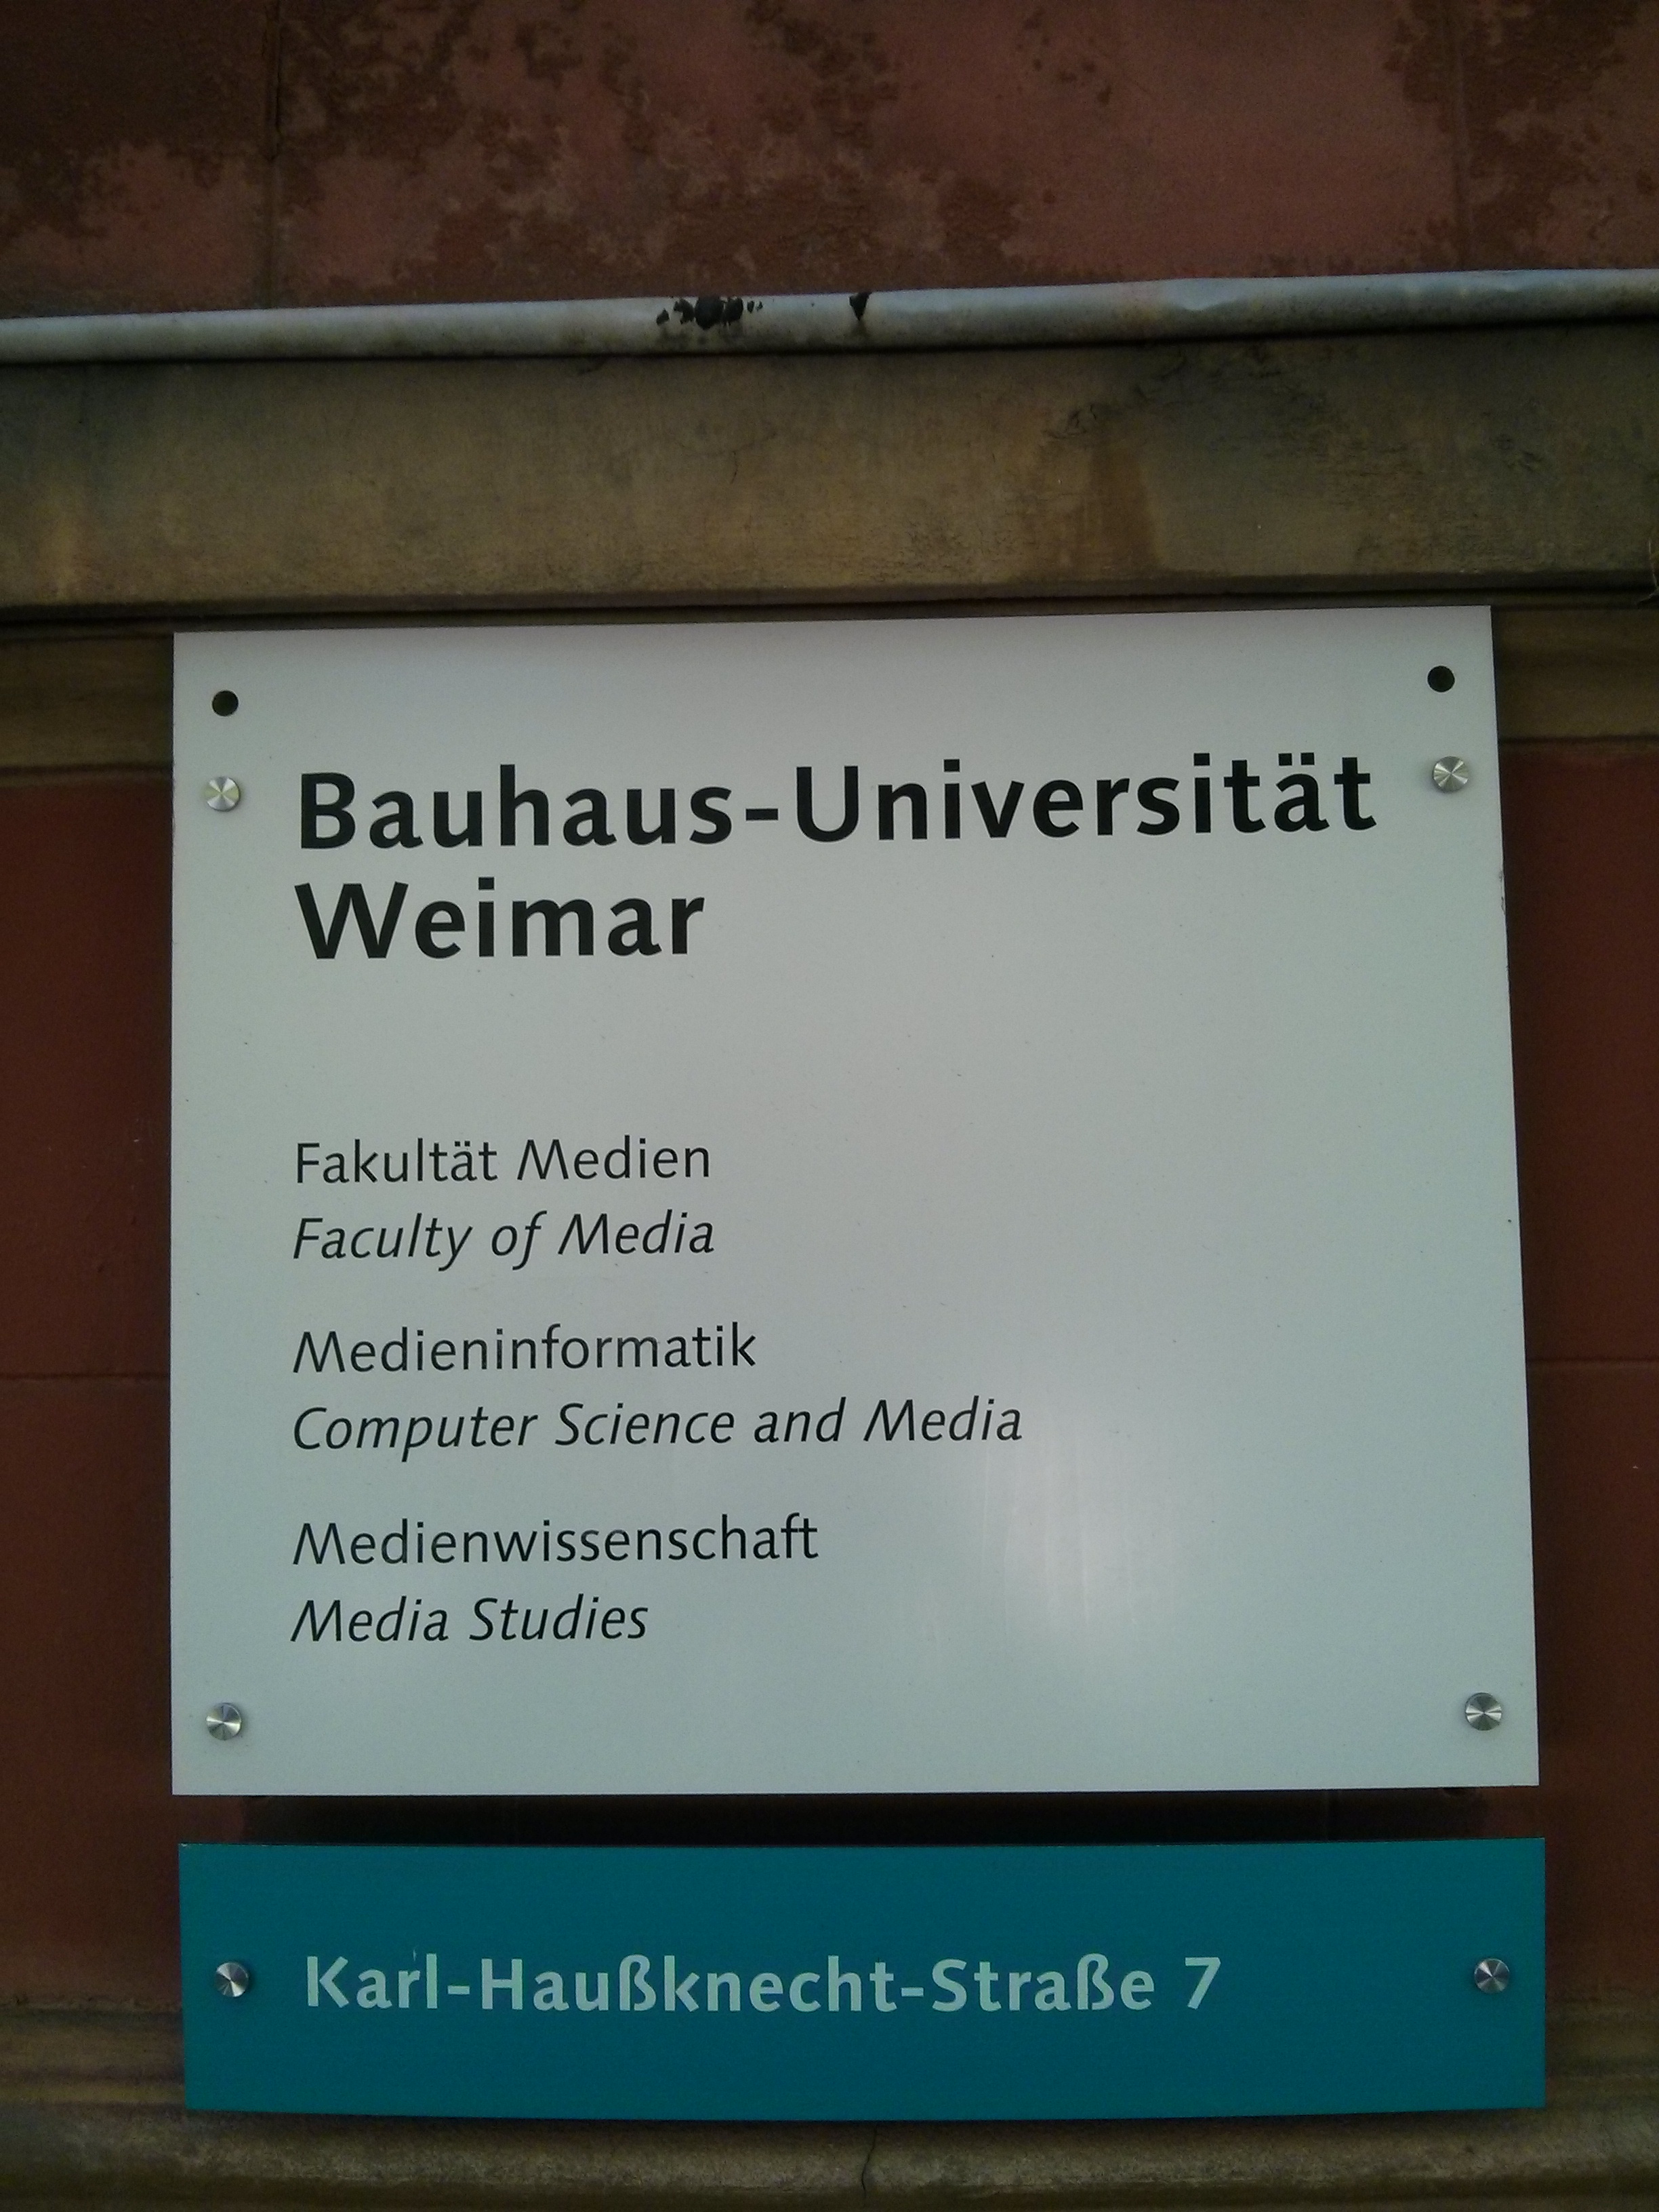 Bauhaus-Universität
Weimar
Fakultät Medien
Faculty of Media
Medieninformatik
Computer Science and Media
Medienwissenschaft
Media Studies
Karl-Haußknecht-Straße 7